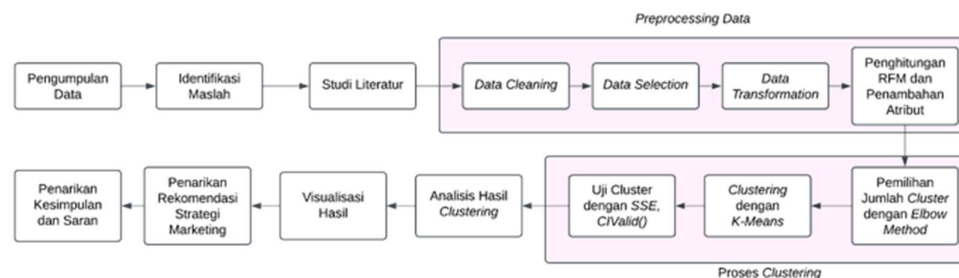 Preprocessing Data
Pengumpulan
Data
Identifikasi
Maslah
Studi Literatur
Data Cleaning
Data Selection
Data
Transformation
Penghitungan
RFM dan
Penambahan
Atribut
Pemilihan
Jumlah Cluster
dengan Elbow
Method
Clustering
dengan
K-Means
Uji Cluster
dengan SSE,
CIValid()
Analisis Hasil
Clustering
Visualisasi
Hasil
Penarikan
Rekomendasi
Strategi
Marketing
Penarikan
Kesimpulan
dan Saran
Proses Clustering